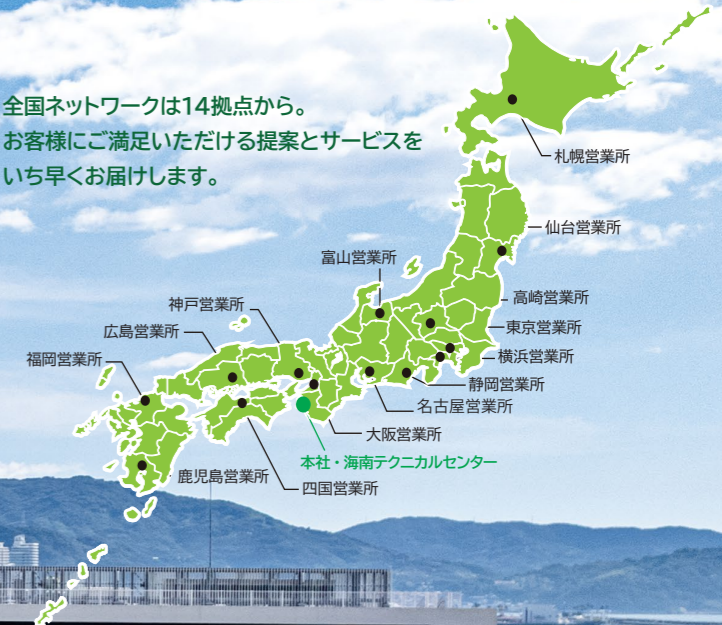 全国ネットワークは14拠点から。
お客様にご満足いただける提案とサービスを
いち早くお届けします。
札幌営業所
仙台営業所
富山営業所
高崎営業所
神戸営業所
東京営業所
広島営業所
横浜営業所
福岡営業所
静岡営業所
名古屋営業所
大阪営業所
本社・海南テクニカルセンター
鹿児島営業所
四国営業所